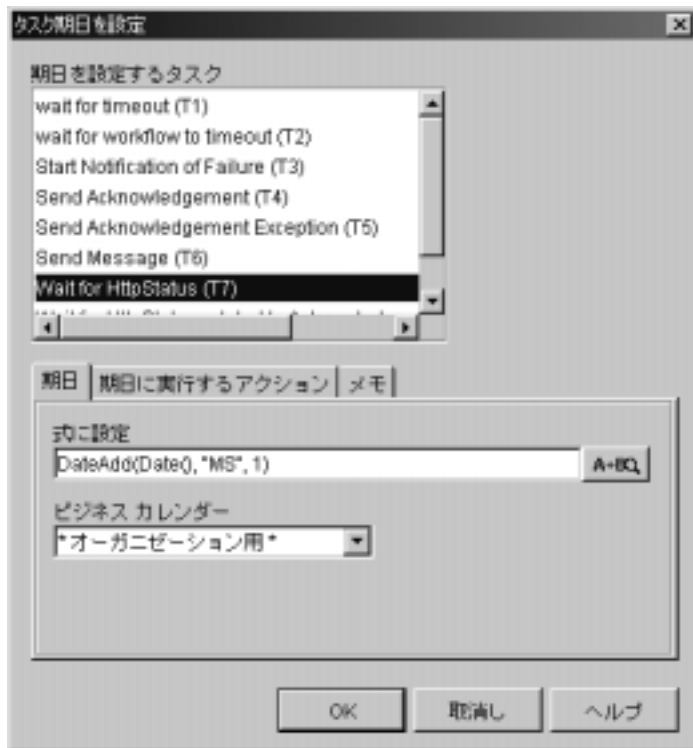 タスク期日を設定
期日を設定するタスク
wait for timeout (T1)
wait for workflow to timeout (T2)
Start Notification of Failure (T3)
Send Acknowledgement (T4)
Send Acknowledgement Exception (T5)
Send Message (T6)
Wait for HttpStatus (T7)
期日 期日に実行するアクション メモ
式に設定
DateAdd(Date(), "MS", 1)
A+B
ビジネス カレンダー
*オーガニゼーション用*
OK 取消し ヘルプ